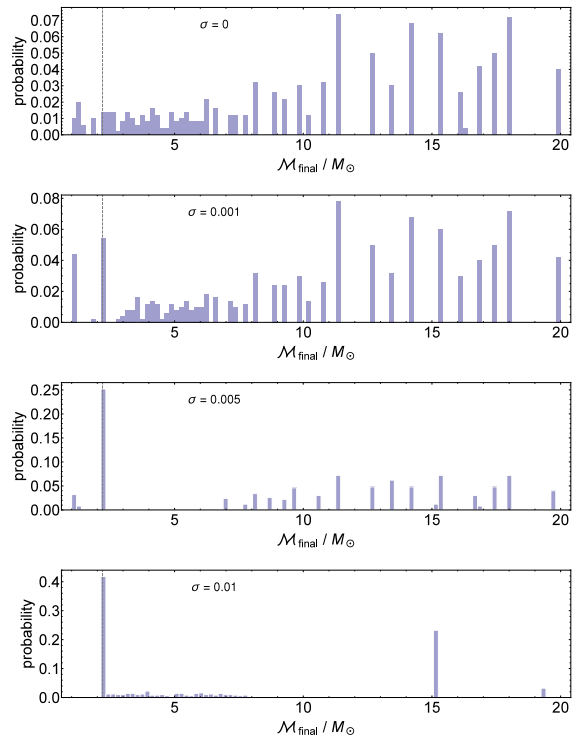 σ = 0
probability
0.07
0.06
0.05
0.04
0.03
0.02
0.01
0.00
5 10 15 20
ℳfinal / M⊙
σ = 0.001
probability
0.08
0.06
0.04
0.02
0.00
5 10 15 20
ℳfinal / M⊙
σ = 0.005
probability
0.25
0.20
0.15
0.10
0.05
0.00
5 10 15 20
ℳfinal / M⊙
σ = 0.01
probability
0.4
0.3
0.2
0.1
0.0
5 10 15 20
ℳfinal / M⊙